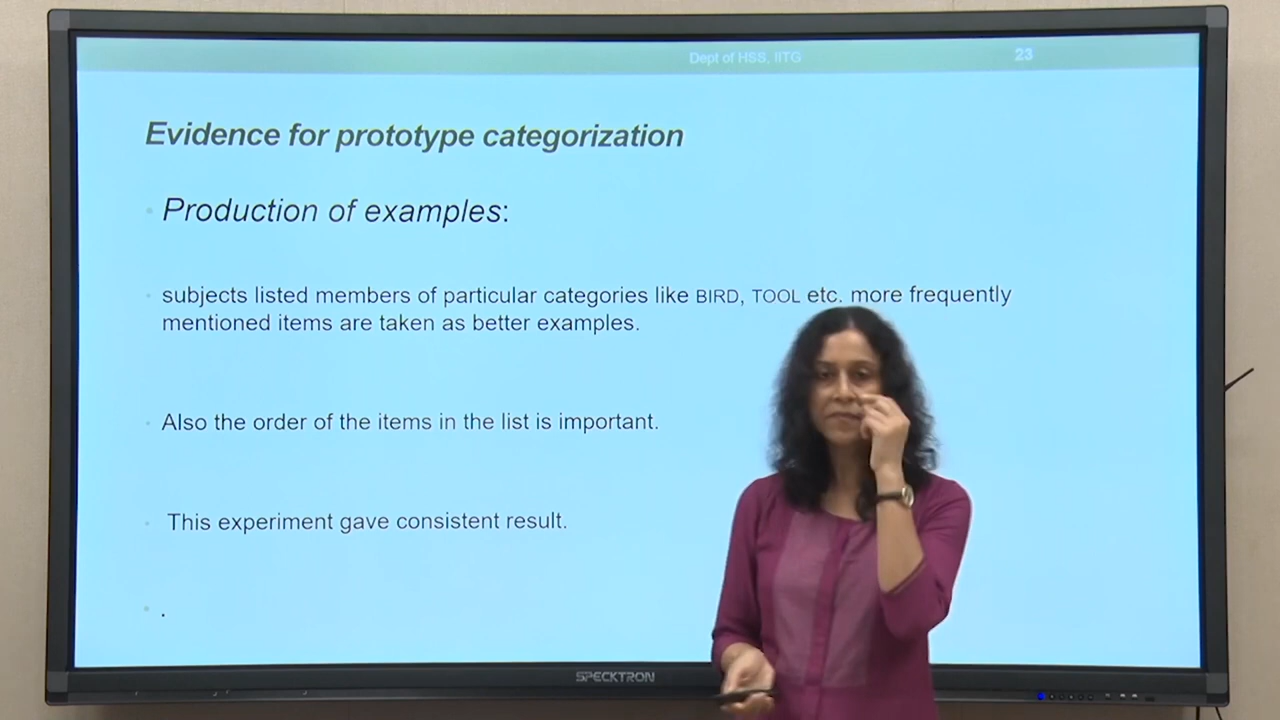 Dept of HSS, IITG
23
Evidence for prototype categorization
Production of examples:
subjects listed members of particular categories like BIRD, TOOL etc. more frequently
mentioned items are taken as better examples.
Also the order of the items in the list is important.
This experiment gave consistent result.
.
SPECKTRON